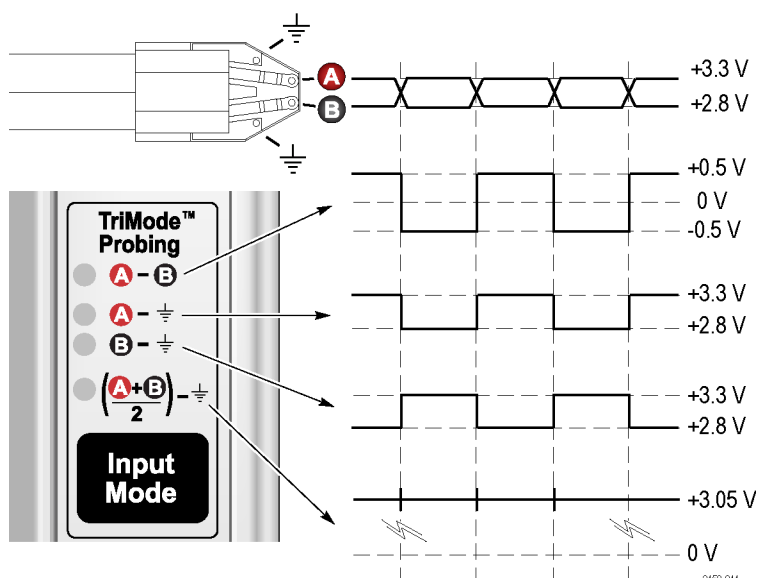 A
B
+3.3 V
+2.8 V
+0.5 V
0 V
-0.5 V
TriMode™
Probing
A - B
A -
B -
(A+B
2) -
Input
Mode
+3.3 V
+2.8 V
+3.3 V
+2.8 V
+3.05 V
0 V